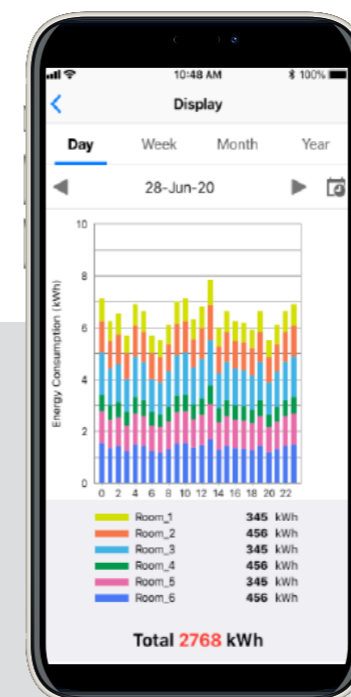 10:48 AM
100%
Display
Day Week Month Year
28-Jun-20
Energy Consumption (kWh)
10
8
6
4
2
0
0 2 4 6 8 10 12 14 16 18 20 22
Room_1 345 kWh
Room_2 456 kWh
Room_3 345 kWh
Room_4 456 kWh
Room_5 345 kWh
Room_6 456 kWh
Total 2768 kWh